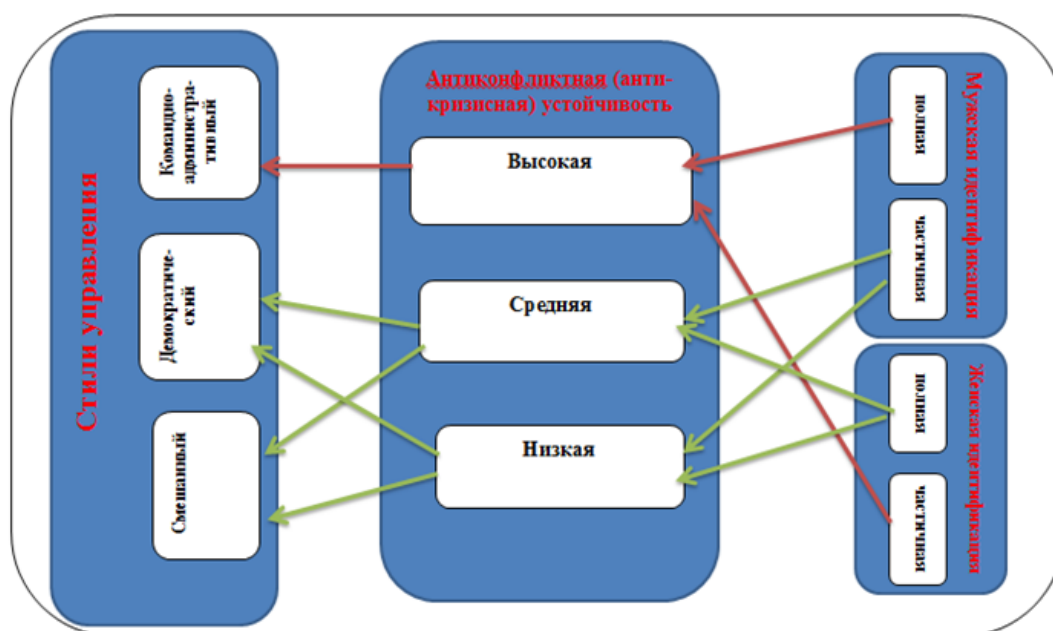 Стили управления
Командно-
администра-
тивный
Демократиче-
ский
Смешанный
Антиконфликтная (анти-
кризисная) устойчивость
Высокая
Средняя
Низкая
Мужская идентификация
полная
частичная
Женская идентификация
полная
частичная